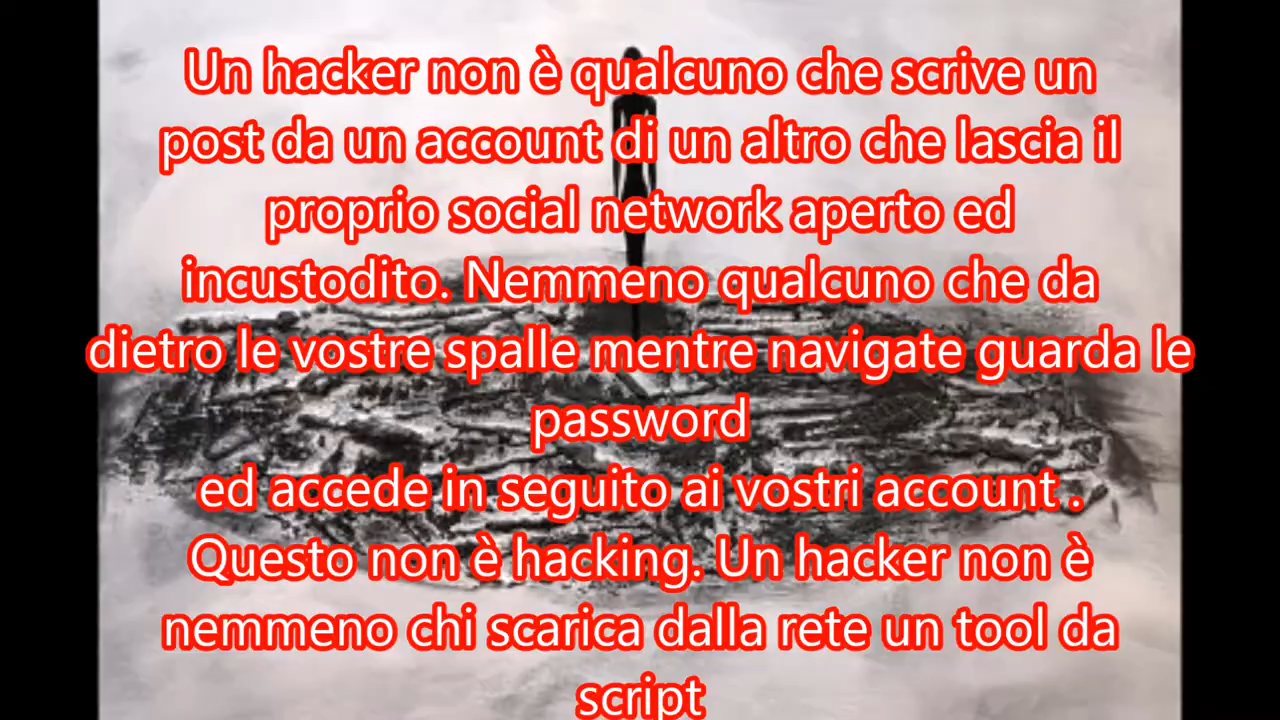 Un hacker non è qualcuno che scrive un
post da un account di un altro che lascia il
proprio social network aperto ed
incustodito. Nemmeno qualcuno che da
dietro le vostre spalle mentre navigate guarda le
password
ed accede in seguito ai vostri account .
Questo non è hacking. Un hacker non è
nemmeno chi scarica dalla rete un tool da
script